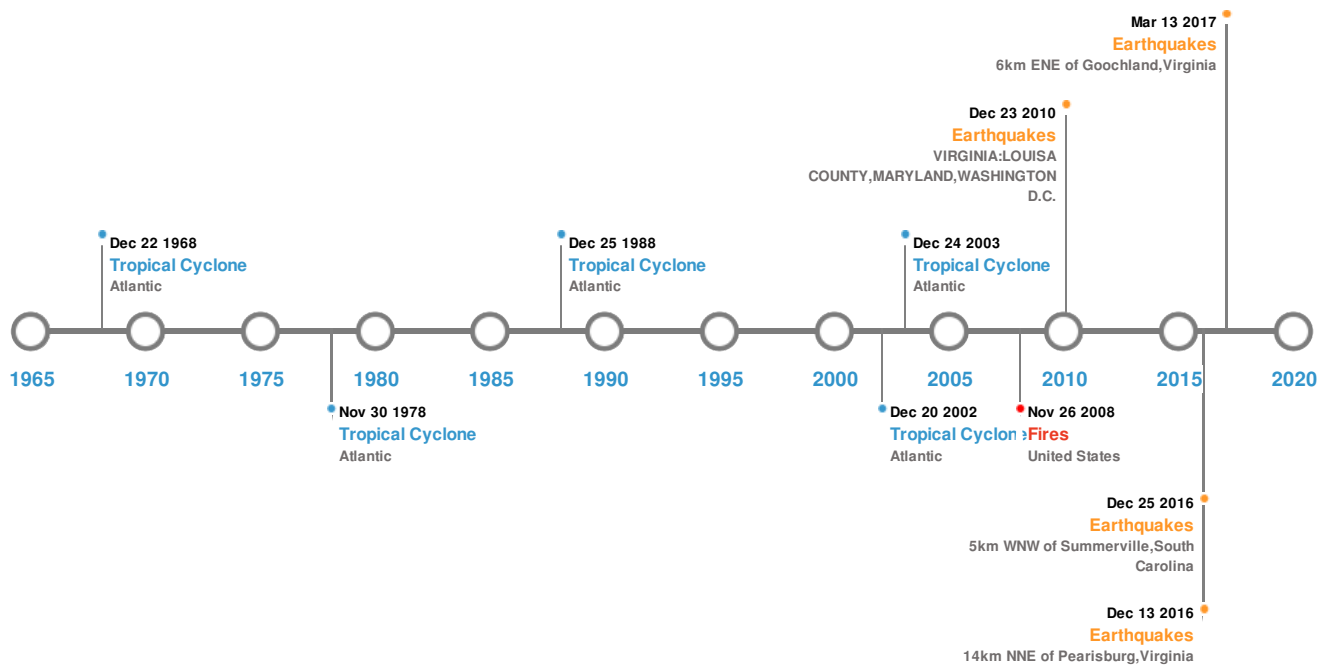 Mar 13 2017
Earthquakes
6km ENE of Goochland,Virginia
Dec 23 2010
Earthquakes
VIRGINIA:LOUISA
COUNTY,MARYLAND,WASHINGTON
D.C.
Dec 22 1968
Tropical Cyclone
Atlantic
Dec 25 1988
Tropical Cyclone
Atlantic
Dec 24 2003
Tropical Cyclone
Atlantic
1965 1970 1975 1980 1985 1990 1995 2000 2005 2010 2015 2020
Nov 30 1978
Tropical Cyclone
Atlantic
Dec 20 2002
Tropical Cyclone
Atlantic
Nov 26 2008
Fires
United States
Dec 25 2016
Earthquakes
5km WNW of Summerville,South
Carolina
Dec 13 2016
Earthquakes
14km NNE of Pearisburg,Virginia